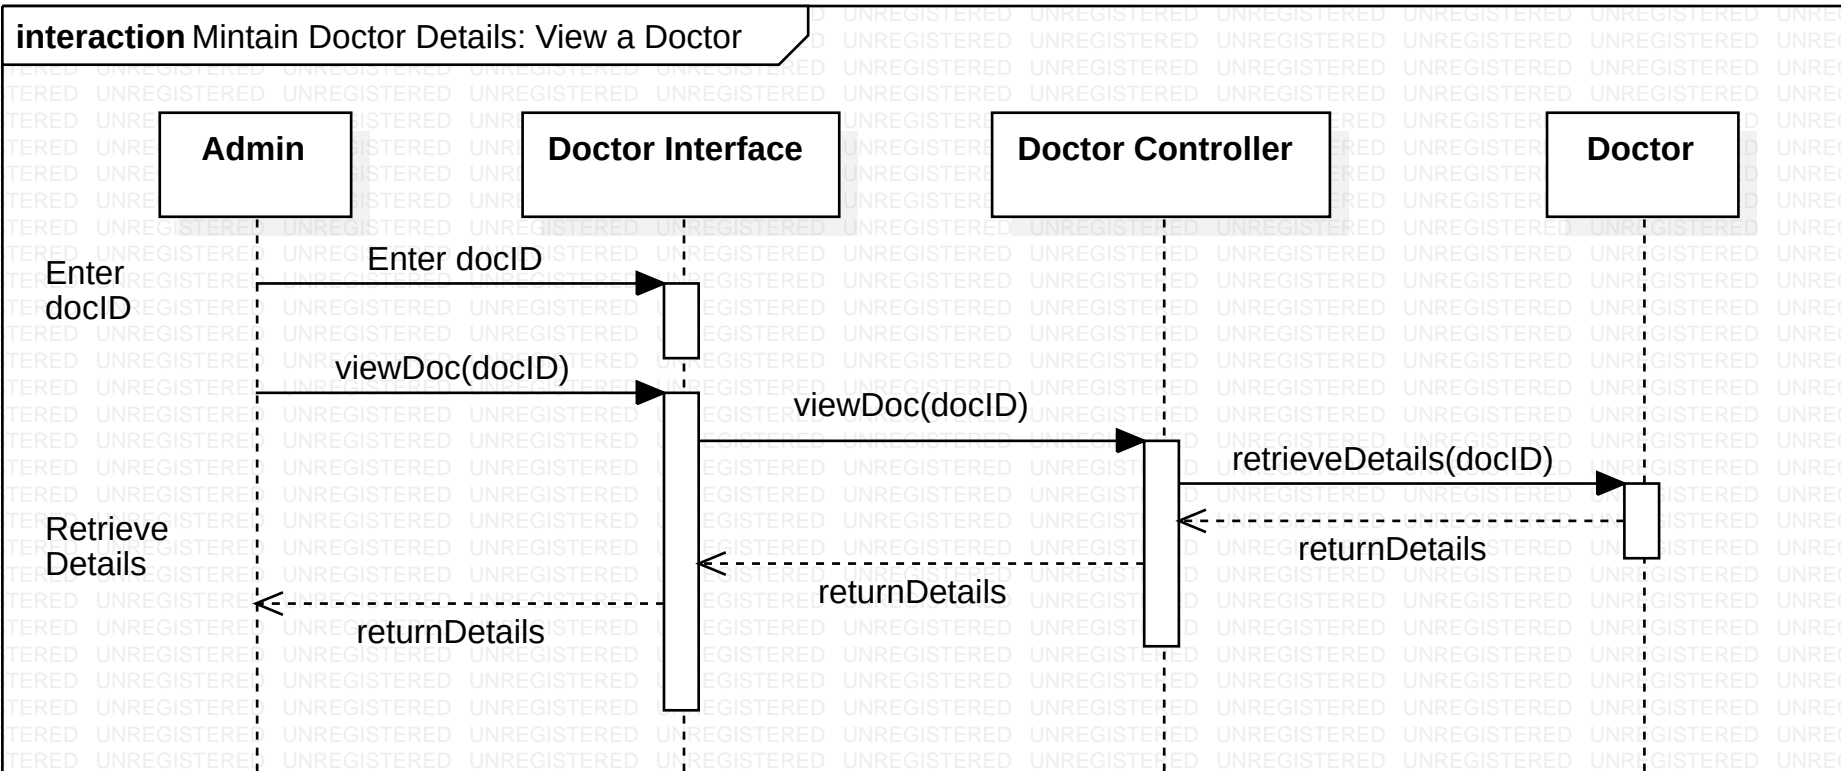 interaction Mintain Doctor Details: View a Doctor
Admin
Doctor Interface
Doctor Controller
Doctor
Enter
docID
Enter docID
viewDoc(docID)
viewDoc(docID)
retrieveDetails(docID)
Retrieve
Details
returnDetails
returnDetails
returnDetails
UNREGISTERED